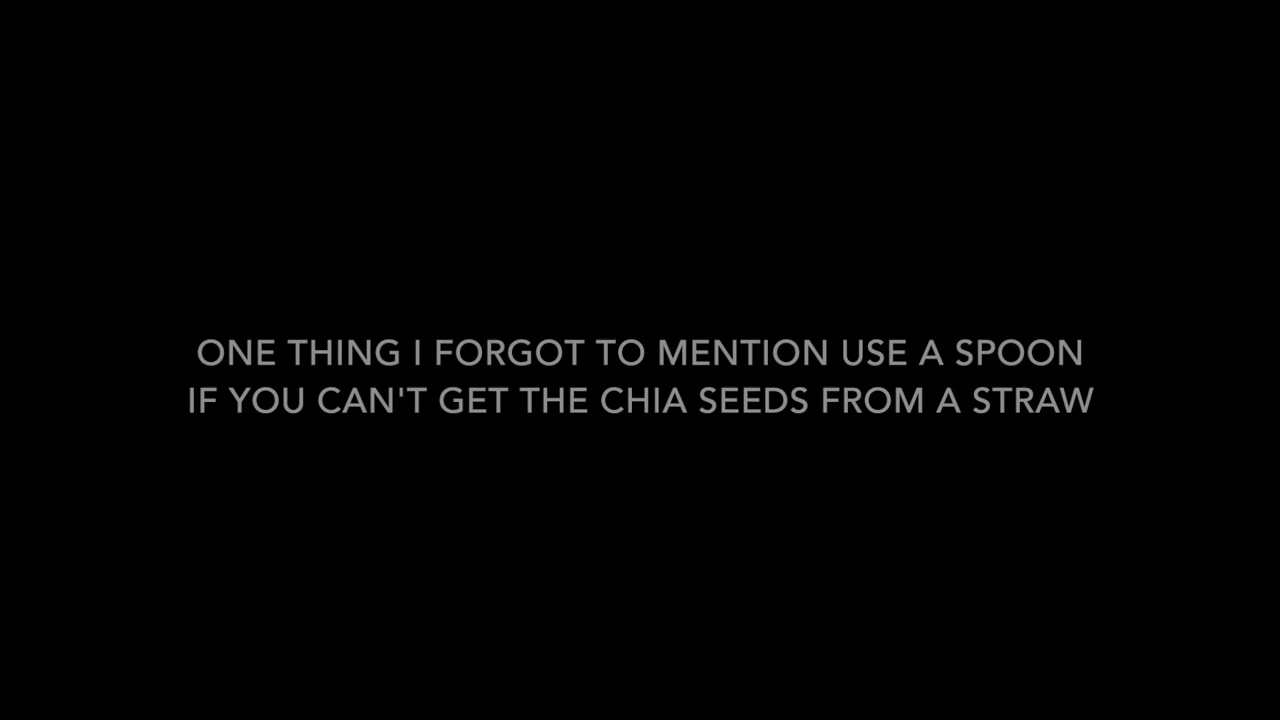 ONE THING I FORGOT TO MENTION USE A SPOON
IF YOU CAN'T GET THE CHIA SEEDS FROM A STRAW